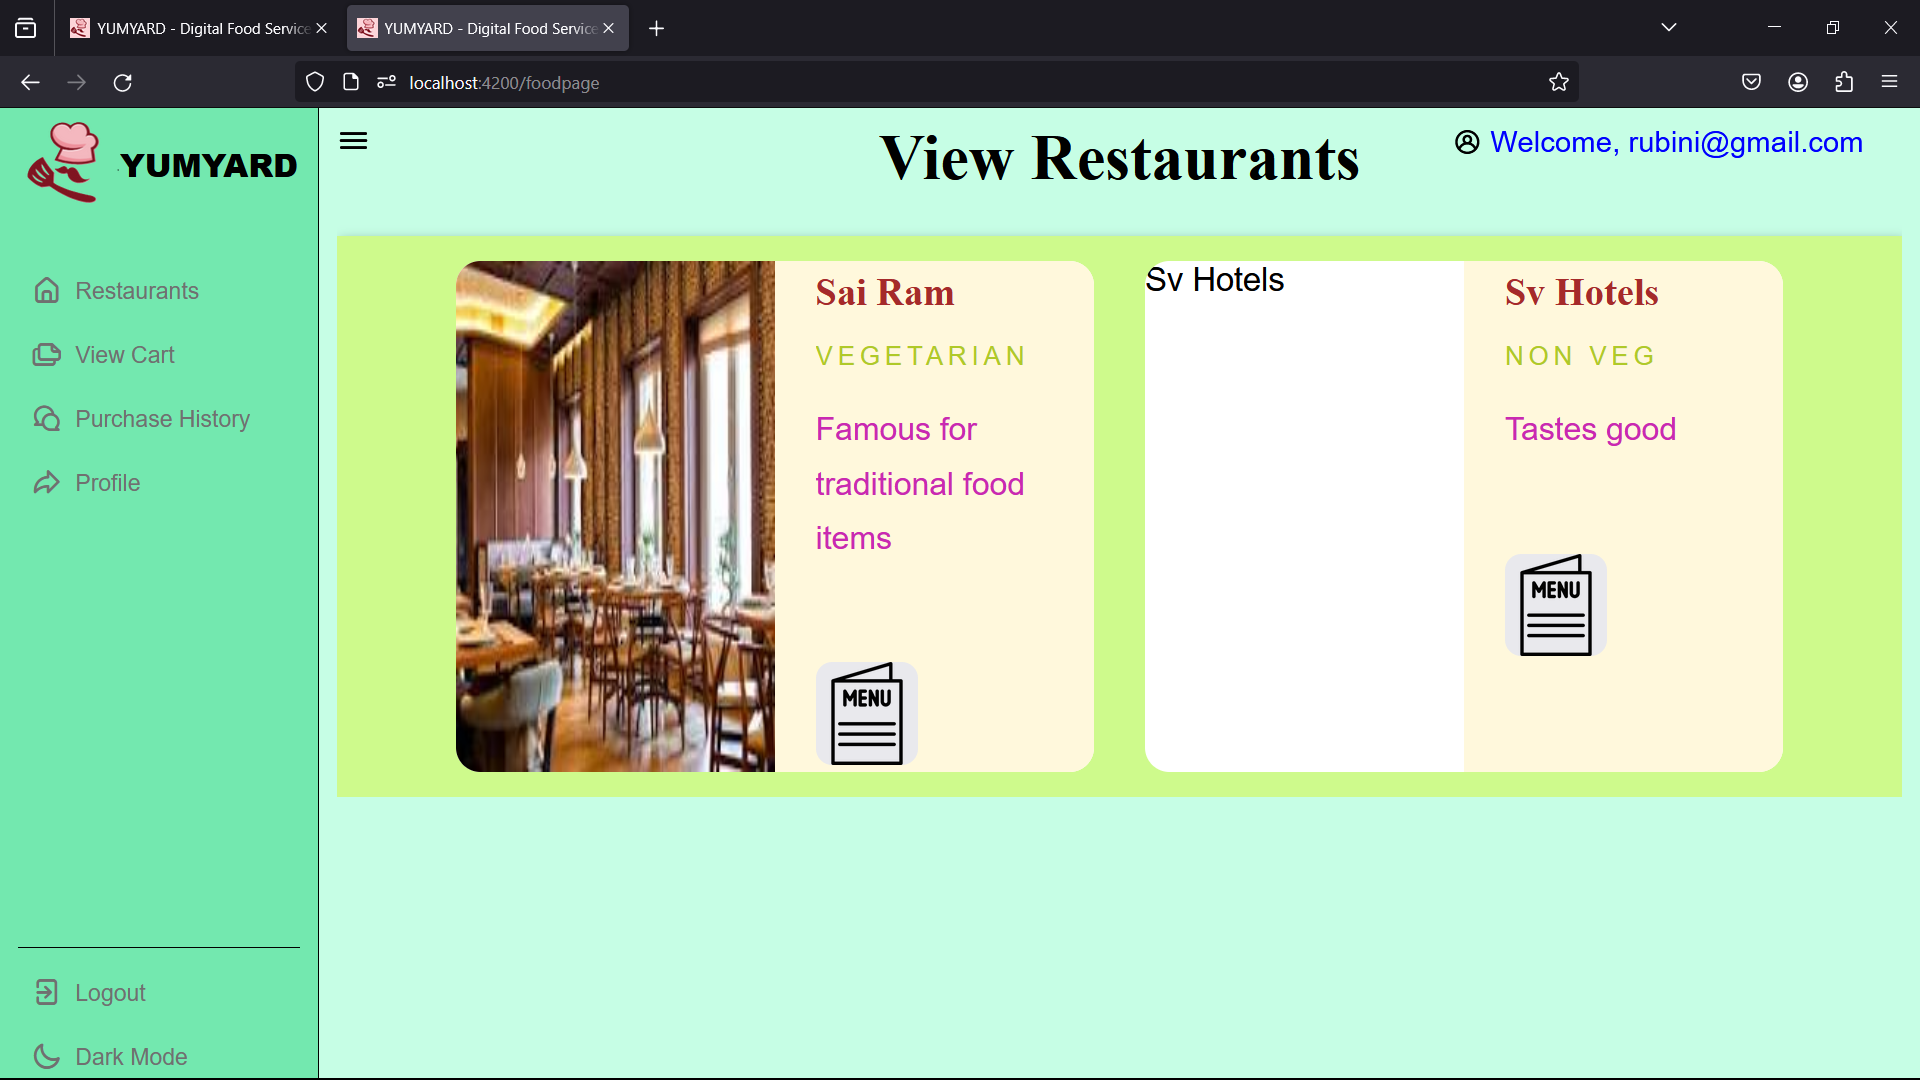 YUMYARD - Digital Food Service
YUMYARD - Digital Food Service
localhost:4200/foodpage
YUMYARD
View Restaurants
Welcome, rubini@gmail.com
Restaurants
View Cart
Purchase History
Profile
Sai Ram
VEGETARIAN
Famous for
traditional food
items
MENU
Sv Hotels
Sv Hotels
NON VEG
Tastes good
MENU
Logout
Dark Mode